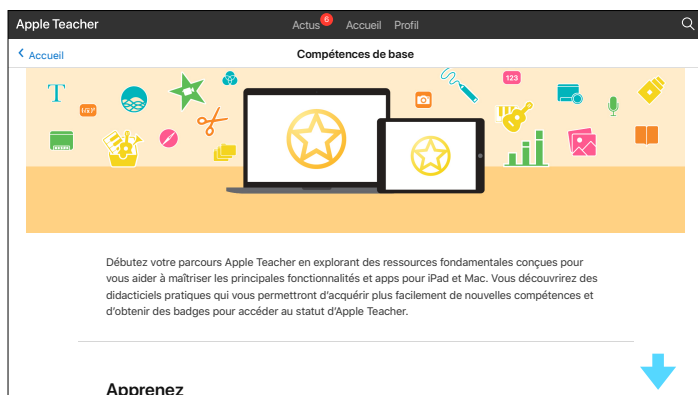 Apple Teacher
Actus 6 Accueil Profil
Accueil
Compétences de base
T
123
Débutez votre parcours Apple Teacher en explorant des ressources fondamentales conçues pour
vous aider à maîtriser les principales fonctionnalités et apps pour iPad et Mac. Vous découvrirez des
didacticiels pratiques qui vous permettront d'acquérir plus facilement de nouvelles compétences et
d'obtenir des badges pour accéder au statut d'Apple Teacher.
Apprenez